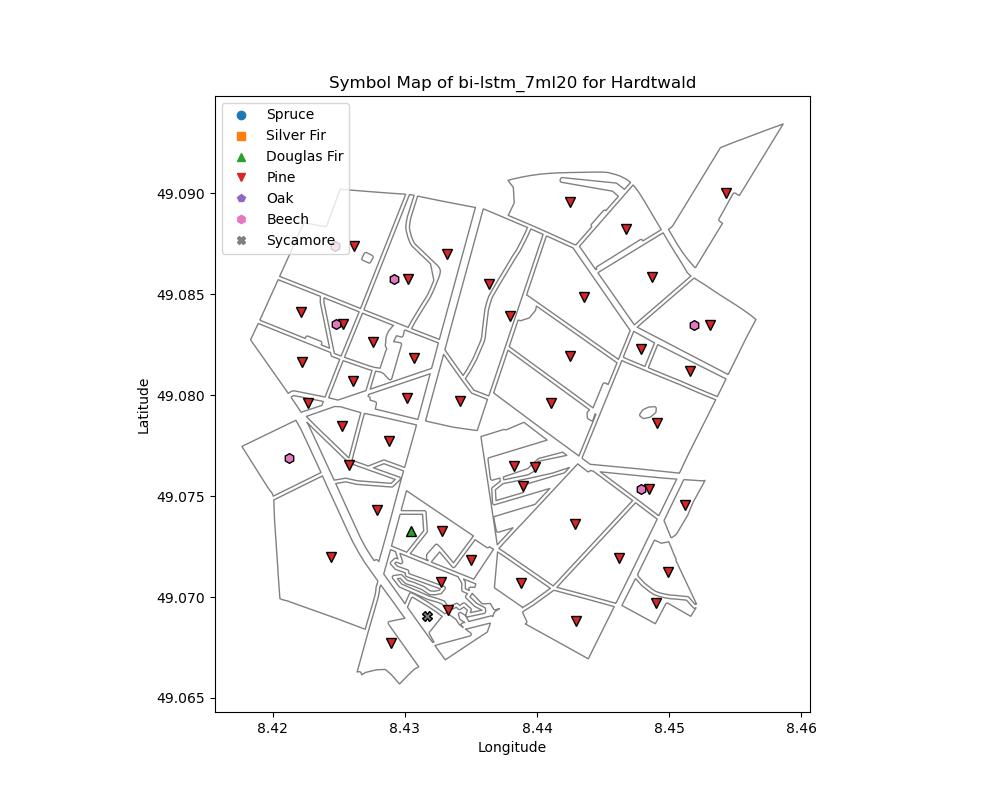 Symbol Map of bi-lstm_7ml20 for Hardtwald
Spruce
Silver Fir
Douglas Fir
Pine
Oak
Beech
Sycamore
49.090
49.085
49.080
49.075
49.070
49.065
Latitude
8.42 8.43 8.44 8.45 8.46
Longitude